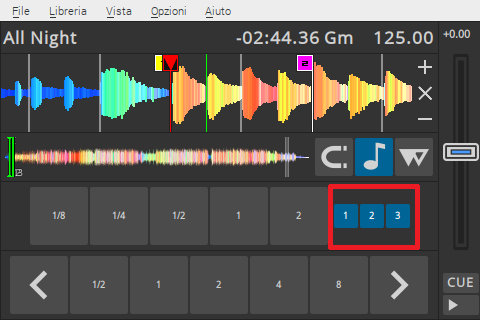 File Libreria Vista Opzioni Aiuto
All Night -02:44.36 Gm 125.00 +0.00
2
1/8 1/4 1/2 1 2 1 2 3
1/2 1 2 4 8
CUE